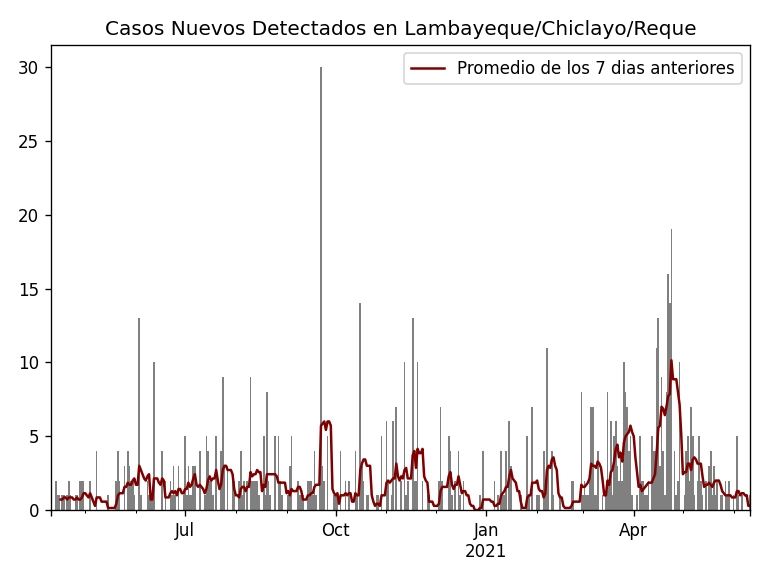 Casos Nuevos Detectados en Lambayeque/Chiclayo/Reque
Promedio de los 7 dias anteriores
30
25
20
15
10
5
0
Jul
Oct
Jan
Apr
2021